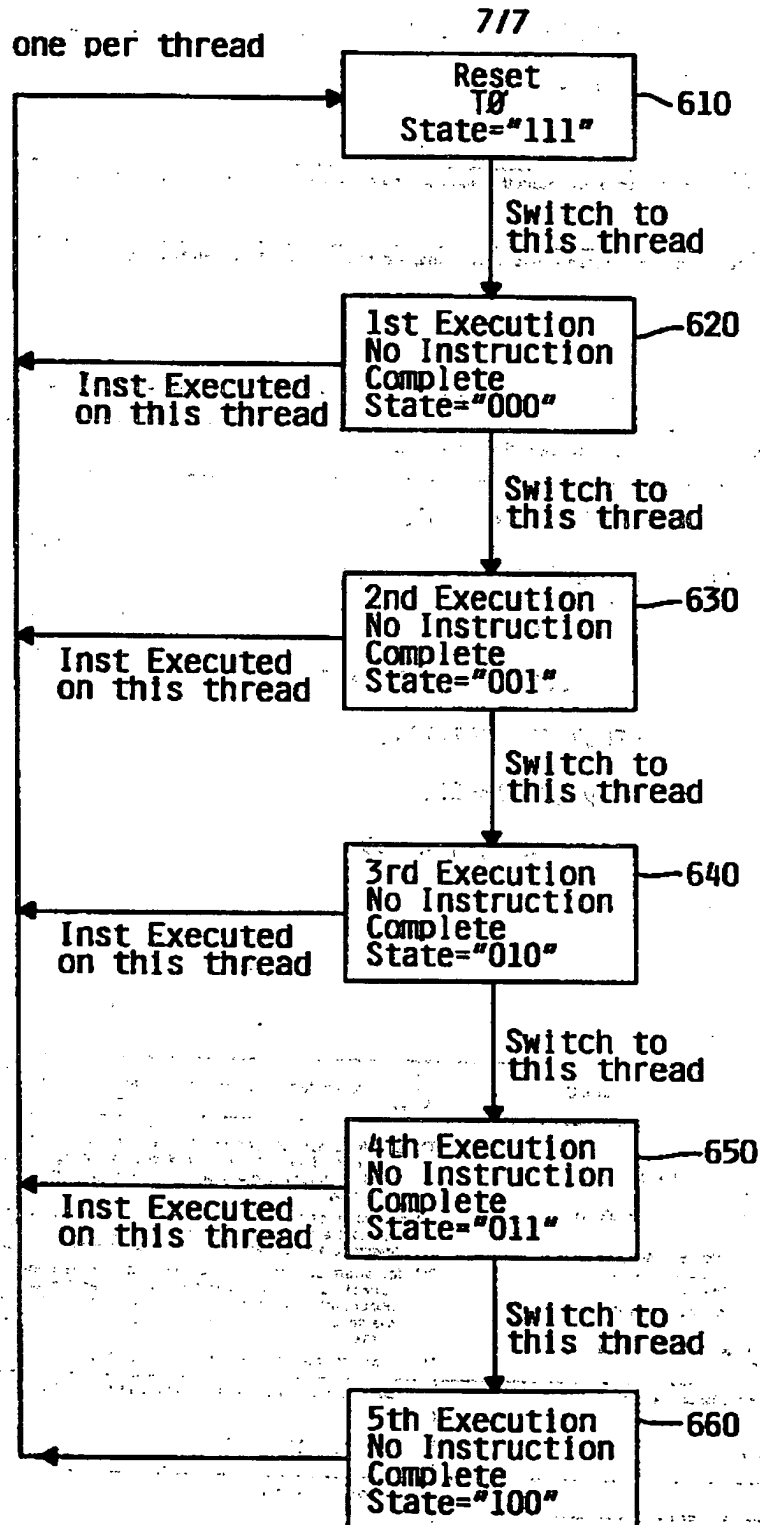 7/7
one per thread
Reset
TØ
State="111"
610
Switch to
this thread
1st Execution
No Instruction
Complete
State="000"
620
Inst Executed
on this thread
Switch to
this thread
2nd Execution
No Instruction
Complete
State="001"
630
Inst Executed
on this thread
Switch to
this thread
3rd Execution
No Instruction
Complete
State="010"
640
Inst Executed
on this thread
Switch to
this thread
4th Execution
No Instruction
Complete
State="011"
650
Inst Executed
on this thread
Switch to
this thread
5th Execution
No Instruction
Complete
State="100"
660